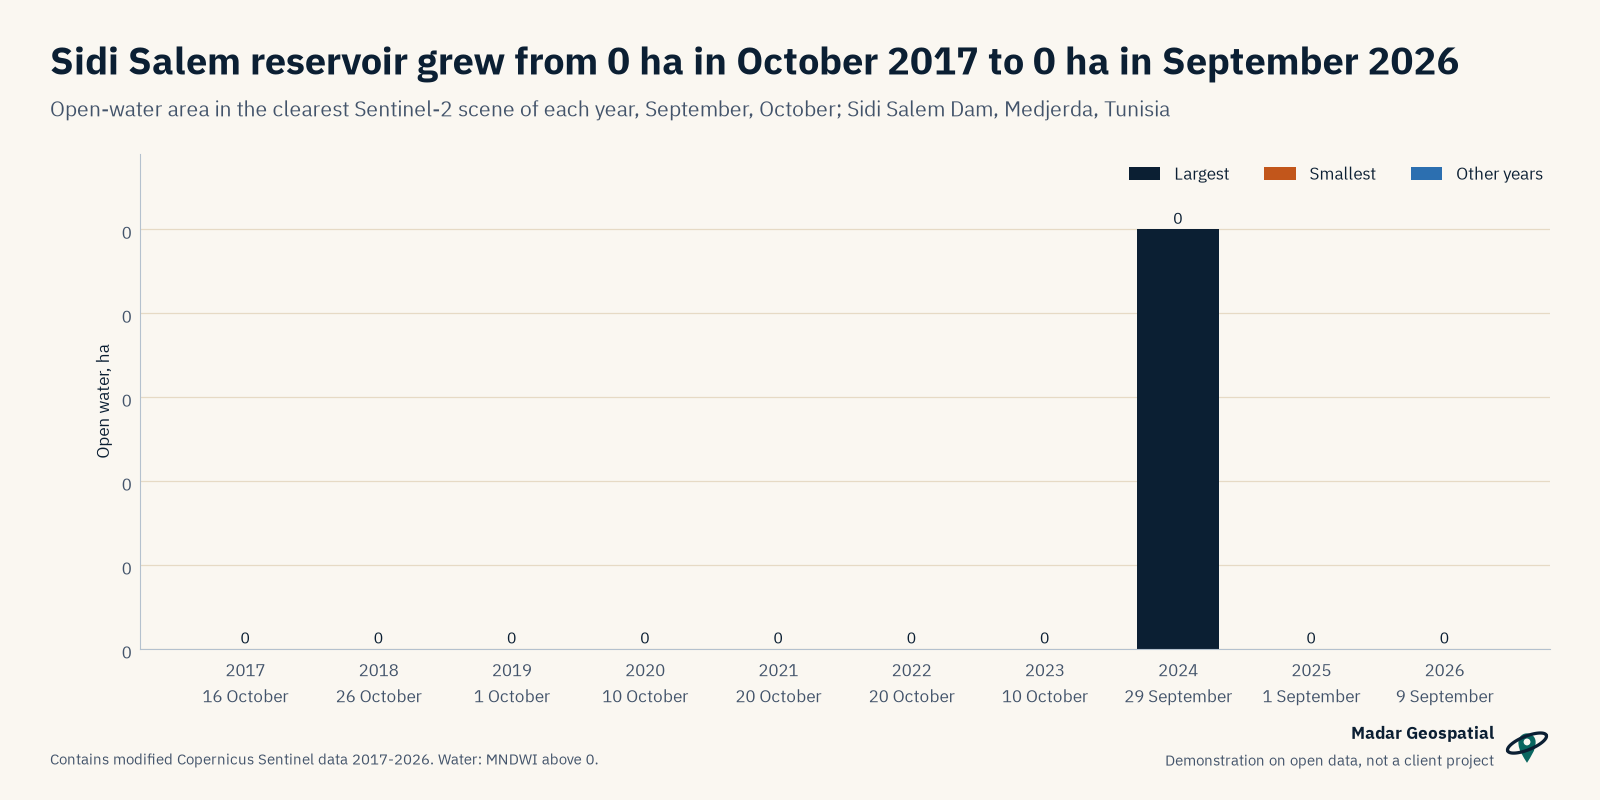 Sidi Salem reservoir grew from 0 ha in October 2017 to 0 ha in September 2026
Open-water area in the clearest Sentinel-2 scene of each year, September, October; Sidi Salem Dam, Medjerda, Tunisia
Largest Smallest Other years
0
0
0
0
0
0
0
Open water, ha
0 0 0 0 0 0 0 0 0
2017 2018 2019 2020 2021 2022 2023 2024 2025 2026
16 October 26 October 1 October 10 October 20 October 20 October 10 October 29 September 1 September 9 September
Madar Geospatial
Contains modified Copernicus Sentinel data 2017-2026. Water: MNDWI above 0.
Demonstration on open data, not a client project